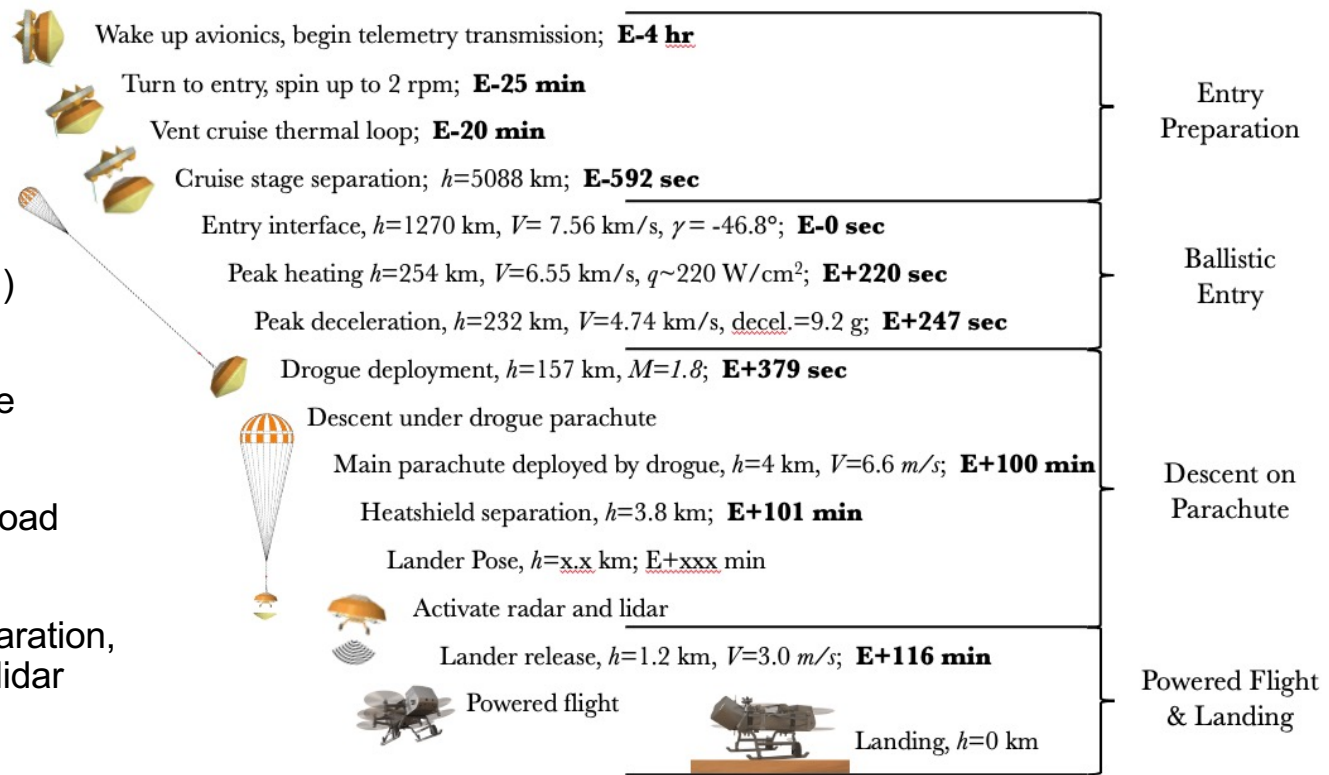 Wake up avionics, begin telemetry transmission; E-4 hr
Turn to entry, spin up to 2 rpm; E-25 min
Vent cruise thermal loop; E-20 min
Cruise stage separation; h=5088 km; E-592 sec
Entry
Preparation
Entry interface, h=1270 km, V= 7.56 km/s, γ = -46.8°; E-0 sec
Peak heating h=254 km, V=6.55 km/s, q~220 W/cm²; E+220 sec
Peak deceleration, h=232 km, V=4.74 km/s, decel.=9.2 g; E+247 sec
Ballistic
Entry
Drogue deployment, h=157 km, M=1.8; E+379 sec
Descent under drogue parachute
Main parachute deployed by drogue, h=4 km, V=6.6 m/s; E+100 min
Heatshield separation, h=3.8 km; E+101 min
Lander Pose, h=x.x km; E+xxx min
Activate radar and lidar
Descent on
Parachute
Lander release, h=1.2 km, V=3.0 m/s; E+116 min
Powered flight
Landing, h=0 km
Powered Flight
& Landing
)
e
oad
aration,
lidar